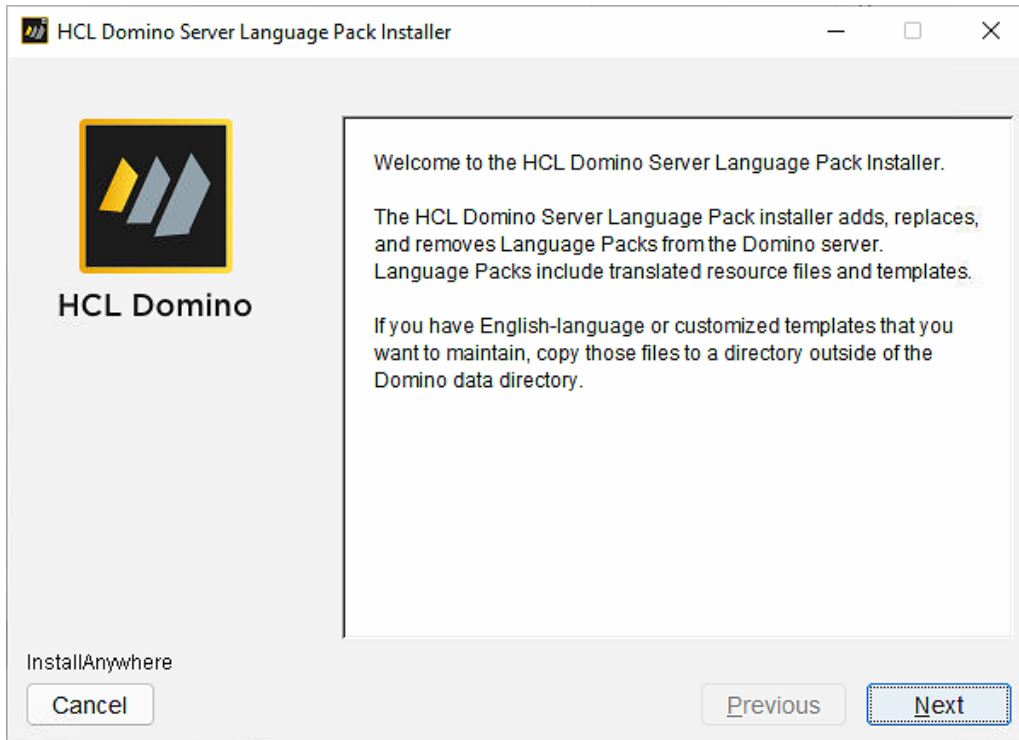 HCL Domino Server Language Pack Installer
HCL Domino
Welcome to the HCL Domino Server Language Pack Installer.
The HCL Domino Server Language Pack installer adds, replaces,
and removes Language Packs from the Domino server.
Language Packs include translated resource files and templates.
If you have English-language or customized templates that you
want to maintain, copy those files to a directory outside of the
Domino data directory.
InstallAnywhere
Cancel
Previous
Next